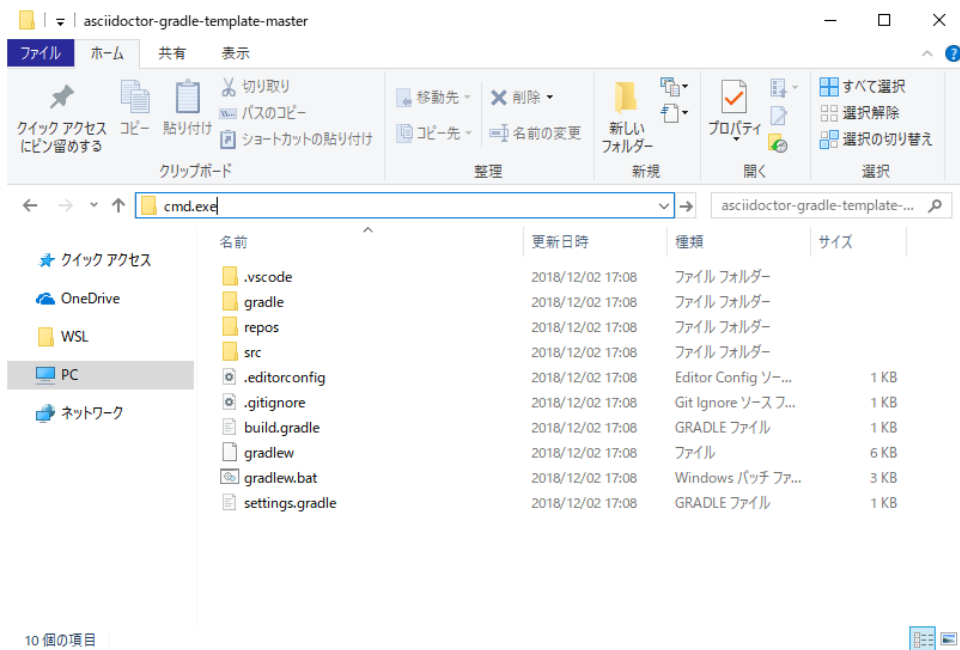 asciidoctor-gradle-template-master
ファイル ホーム 共有 表示
クイック アクセスにピン留めする
コピー
貼り付け
切り取り
パスのコピー
ショートカットの貼り付け
クリップボード
移動先
コピー先
削除
名前の変更
整理
新しいフォルダー
新規
プロパティ
開く
すべて選択
選択解除
選択の切り替え
選択
cmd.exe
asciidoctor-gradle-template-...
名前 更新日時 種類 サイズ
クイック アクセス
OneDrive
WSL
PC
ネットワーク
.vscode 2018/12/02 17:08 ファイル フォルダー
gradle 2018/12/02 17:08 ファイル フォルダー
repos 2018/12/02 17:08 ファイル フォルダー
src 2018/12/02 17:08 ファイル フォルダー
.editorconfig 2018/12/02 17:08 Editor Config ソー... 1 KB
.gitignore 2018/12/02 17:08 Git Ignore ソース フ... 1 KB
build.gradle 2018/12/02 17:08 GRADLE ファイル 1 KB
gradlew 2018/12/02 17:08 ファイル 6 KB
gradlew.bat 2018/12/02 17:08 Windows バッチ ファ... 3 KB
settings.gradle 2018/12/02 17:08 GRADLE ファイル 1 KB
10 個の項目